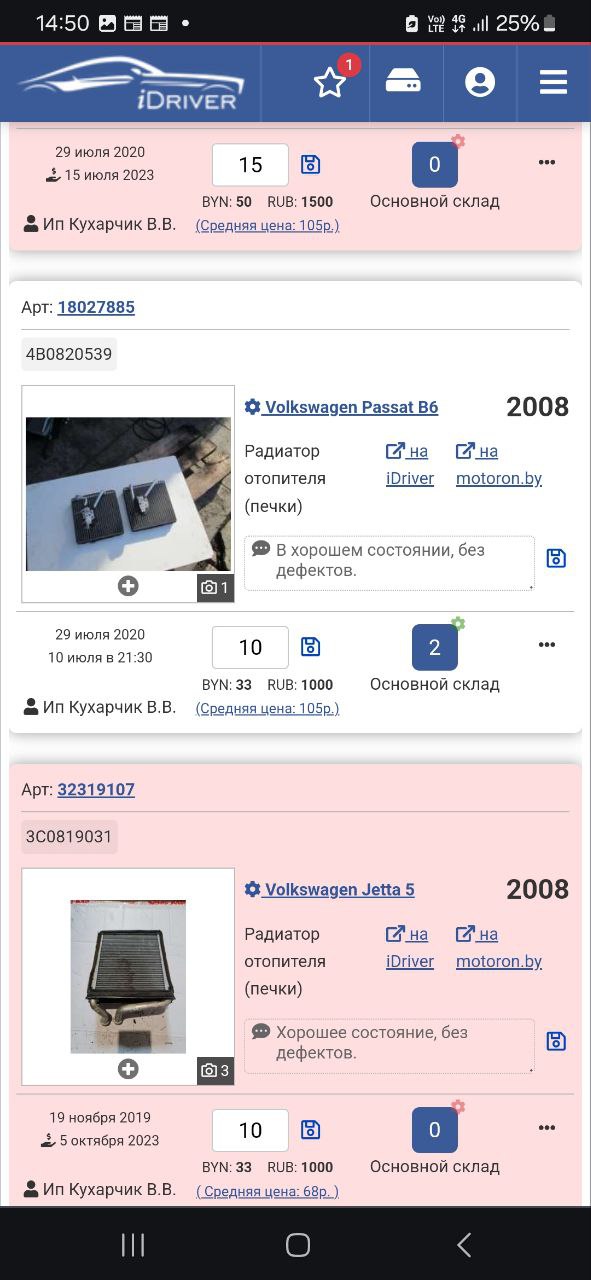 14:50 Vo)) LTE 4G 25%
iDRIVER 1
29 июля 2020
15 июля 2023
15
0
BYN: 50 RUB: 1500
Основной склад
Ип Кухарчик В.В.
(Средняя цена: 105р.)
Арт: 18027885
4B0820539
Volkswagen Passat B6 2008
Радиатор
отопителя
(печки)
на
iDriver
на
motoron.by
В хорошем состоянии, без
дефектов.
1
29 июля 2020
10 июля в 21:30
10
2
BYN: 33 RUB: 1000
Основной склад
Ип Кухарчик В.В.
(Средняя цена: 105р.)
Арт: 32319107
3C0819031
Volkswagen Jetta 5 2008
Радиатор
отопителя
(печки)
на
iDriver
на
motoron.by
Хорошее состояние, без
дефектов.
3
19 ноября 2019
5 октября 2023
10
0
BYN: 33 RUB: 1000
Основной склад
Ип Кухарчик В.В.
( Средняя цена: 68р. )